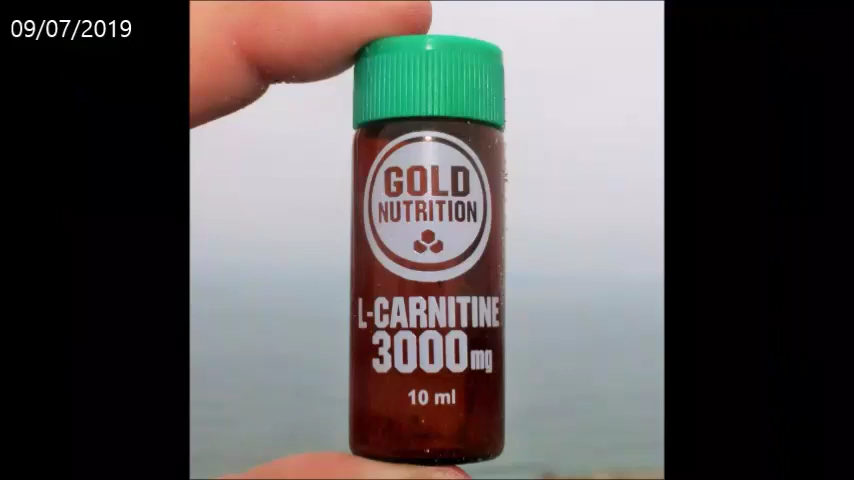 09/07/2019
GOLD
NUTRITION
L-CARNITINE
3000mg
10 ml